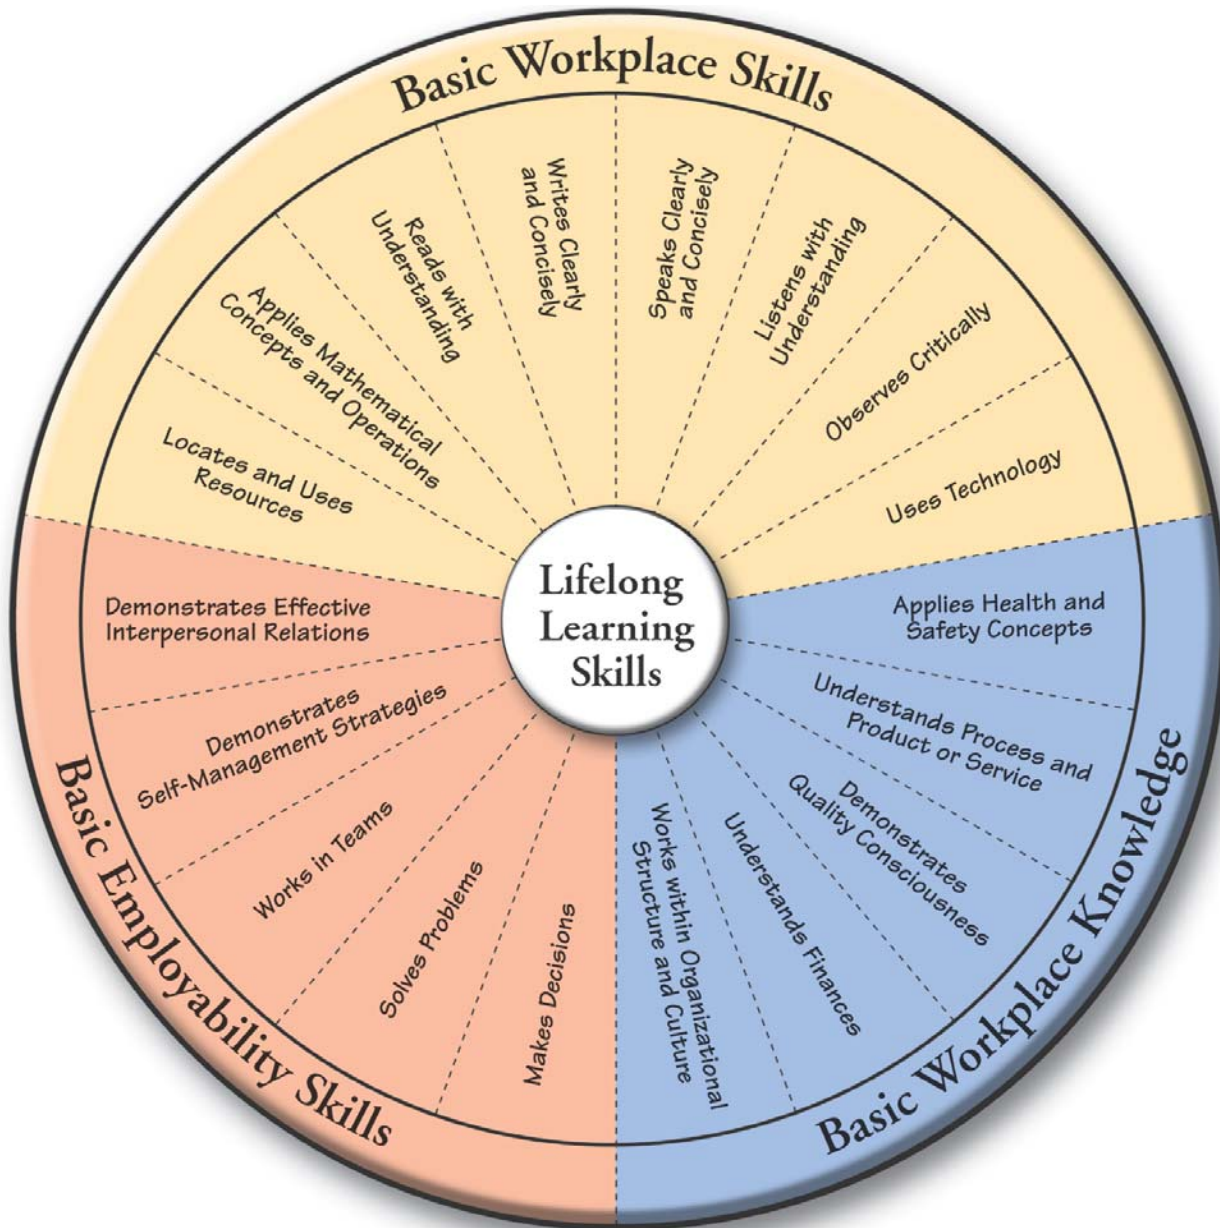 Basic Workplace Skills
Locates and Uses
Resources
Applies Mathematical
Concepts and Operations
Reads with
Understanding
Writes Clearly
and Concisely
Speaks Clearly
and Concisely
Listens with
Understanding
Observes Critically
Uses Technology
Lifelong
Learning
Skills
Basic Workplace Knowledge
Applies Health and
Safety Concepts
Understands Process and
Product or Service
Demonstrates
Quality Consciousness
Understands Finances
Works within Organizational
Structure and Culture
Basic Employability Skills
Demonstrates Effective
Interpersonal Relations
Demonstrates
Self-Management Strategies
Works in Teams
Solves Problems
Makes Decisions